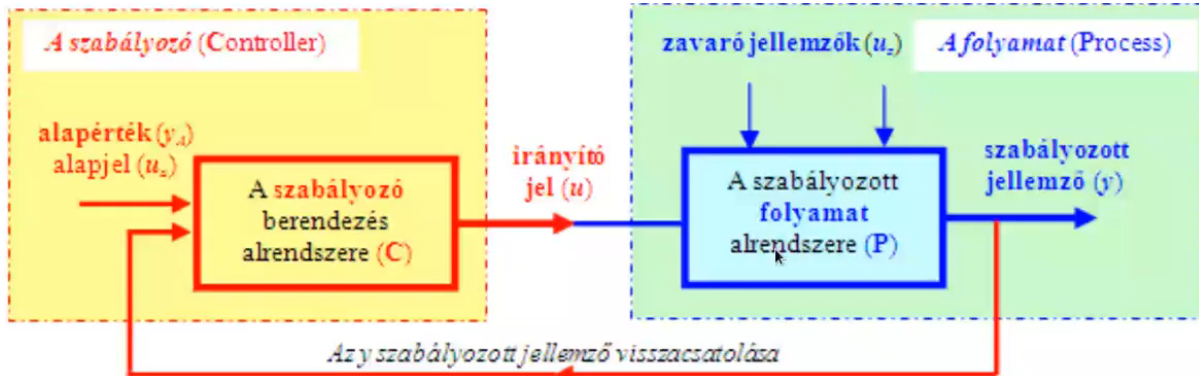 A szabályozó (Controller)
zavaró jellemzők (uz)
A folyamat (Process)
alapérték (yA)
alapjel (ua)
irányító
jel (u)
szabályozott
jellemző (y)
A szabályozó
berendezés
alrendszere (C)
A szabályozott
folyamat
alrendszere (P)
Az y szabályozott jellemző visszacsatolása